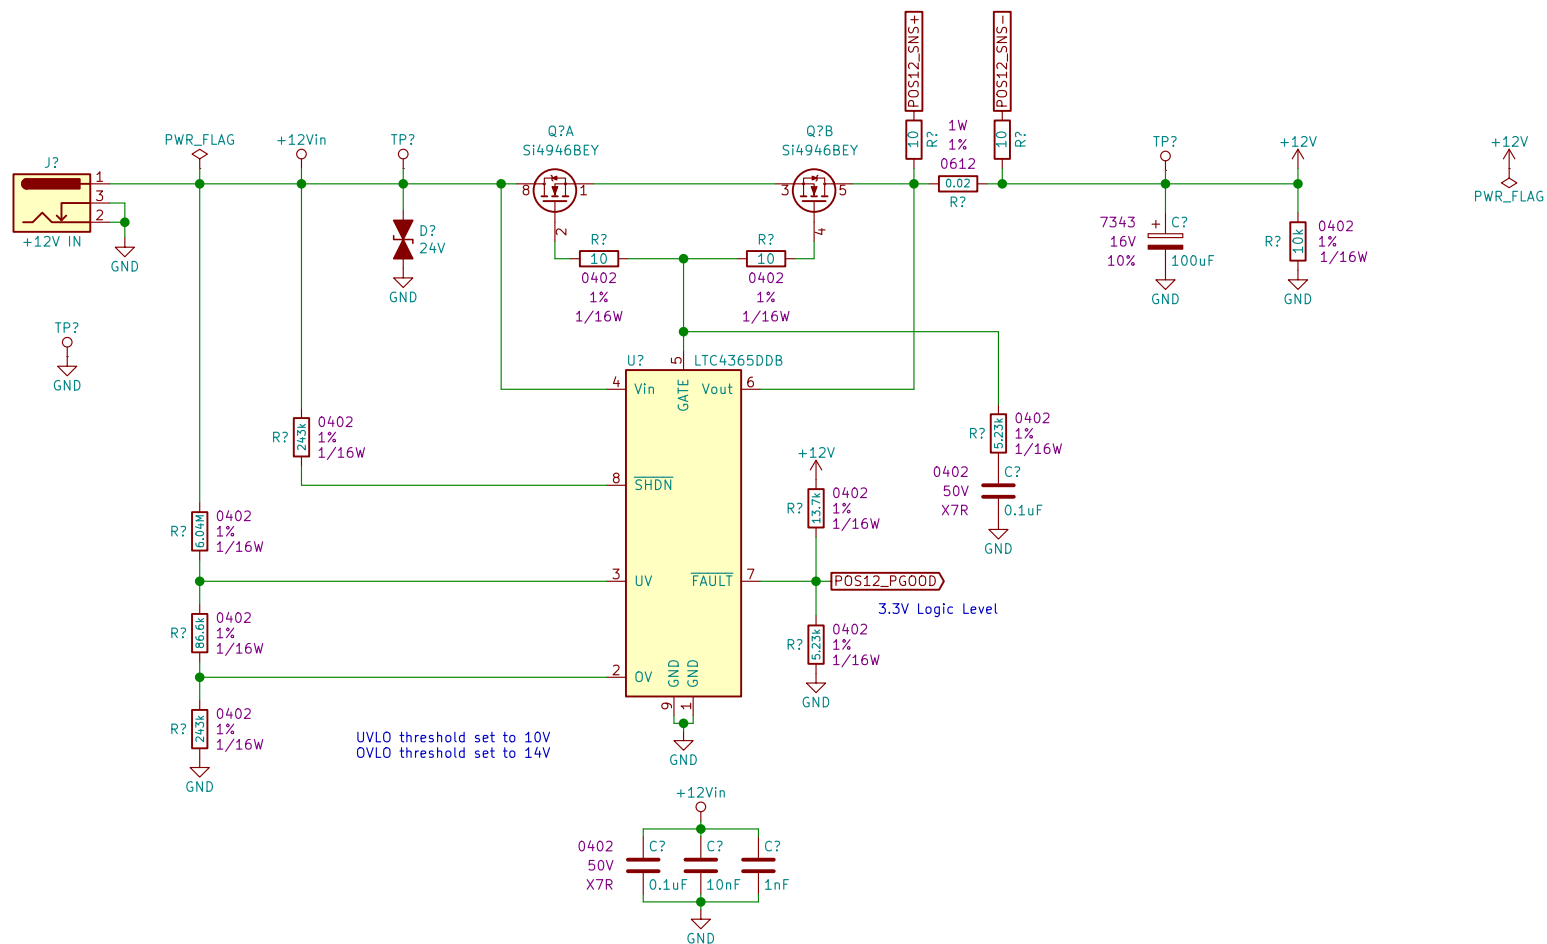 POS12_SNS+
POS12_SNS-
PWR_FLAG
+12Vin
TP?
Q?A
Si4946BEY
Q?B
Si4946BEY
10
R?
1W
1%
0612
10
R?
TP?
+12V
+12V
J?
1
3
2
+12V IN
GND
8
1
2
3
5
4
0.02
R?
PWR_FLAG
D?
24V
GND
R?
10
0402
1%
1/16W
R?
10
0402
1%
1/16W
7343
16V
10%
+
C?
100uF
GND
R?
10k
0402
1%
1/16W
GND
TP?
GND
U?
LTC4365DDB
5
4
Vin
GATE
Vout
6
R?
243k
0402
1%
1/16W
8
SHDN
+12V
R?
13.7k
0402
1%
1/16W
R?
5.23k
0402
1%
1/16W
0402
50V
X7R
C?
0.1uF
GND
R?
6.04M
0402
1%
1/16W
3
UV
FAULT
7
POS12_PGOOD
3.3V Logic Level
R?
86.6k
0402
1%
1/16W
R?
5.23k
0402
1%
1/16W
GND
2
OV
GND
GND
9
1
GND
R?
243k
0402
1%
1/16W
GND
UVLO threshold set to 10V
OVLO threshold set to 14V
+12Vin
0402
50V
X7R
C?
0.1uF
C?
10nF
C?
1nF
GND